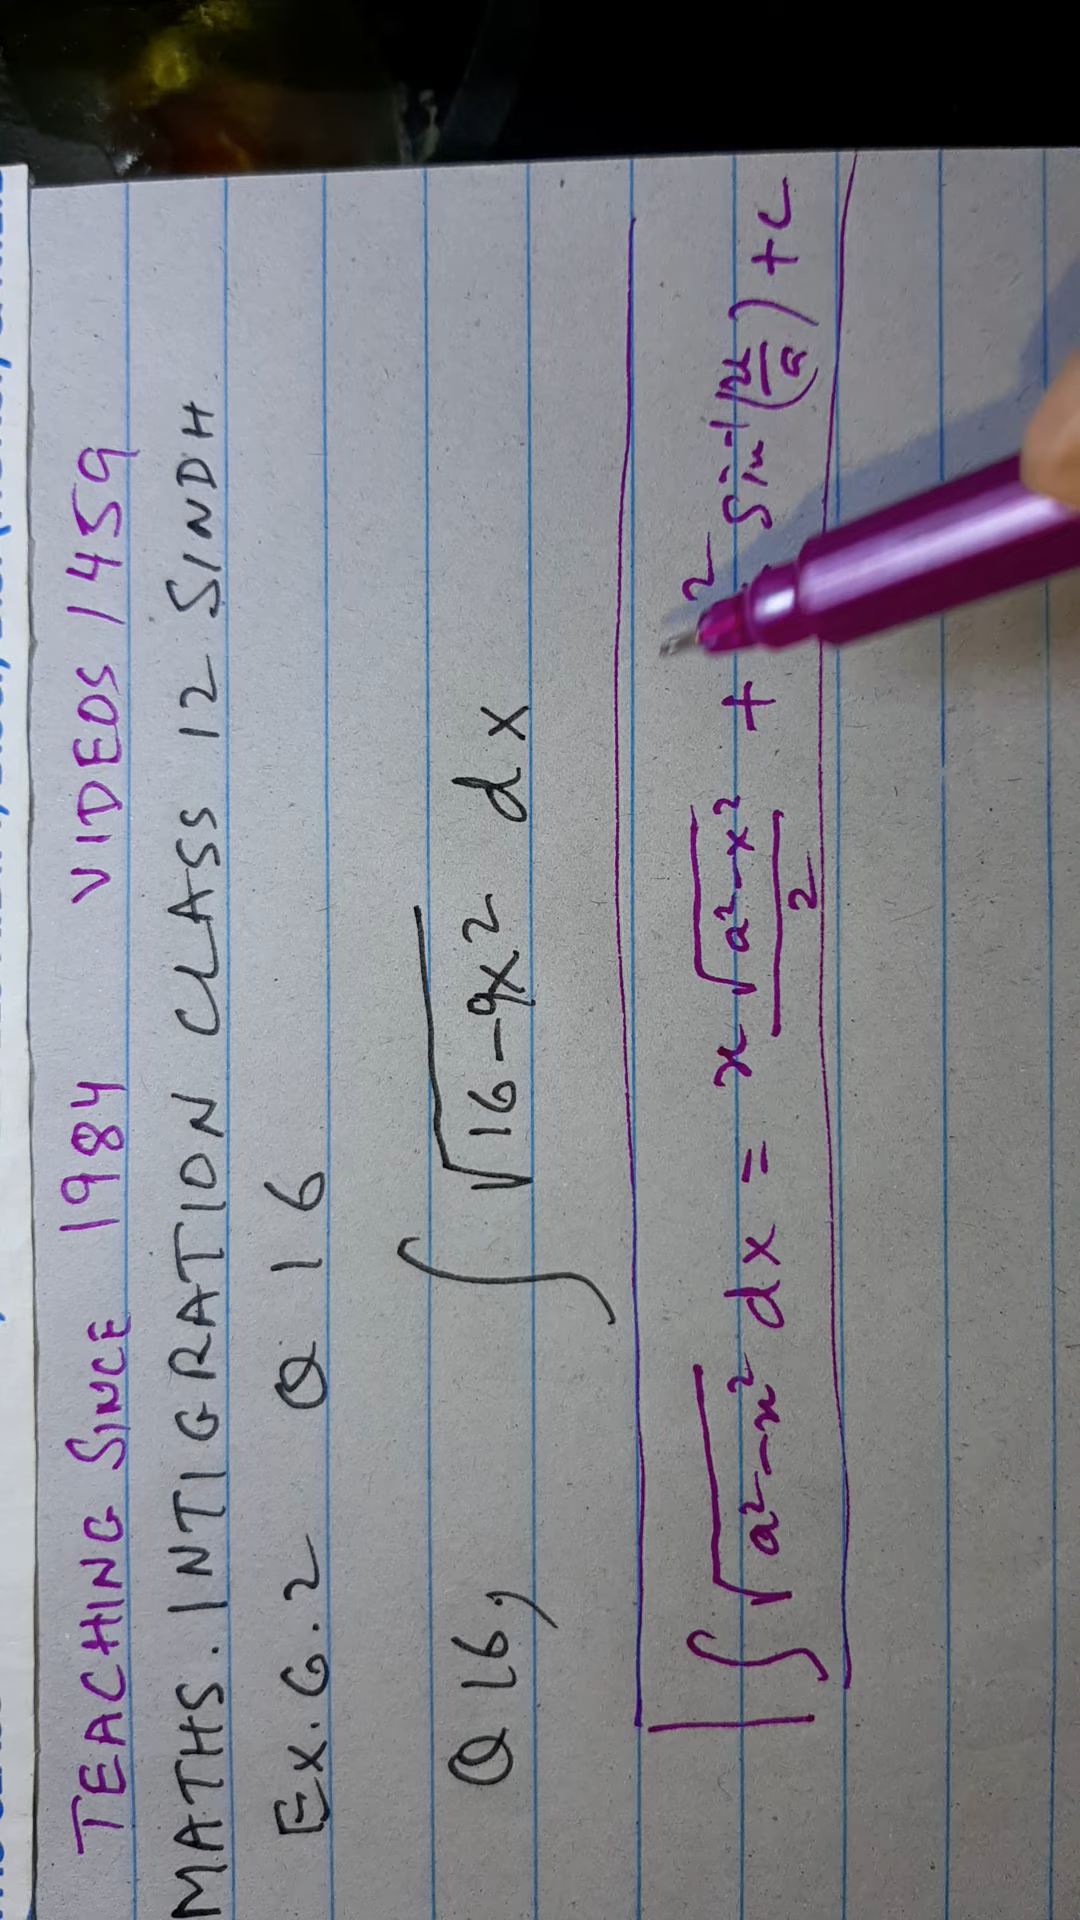 TEACHING SINCE 1984 VIDEOS 1459
MATHS. INTIGRATION CLASS 12 SINDH
Ex. 6.2 Q 16
Q 16, ∫ √(16-9x2) dx
∫ √(a²-x²) dx = x √(a²-x²)/2 + ² Sin⁻¹(x/a) + c